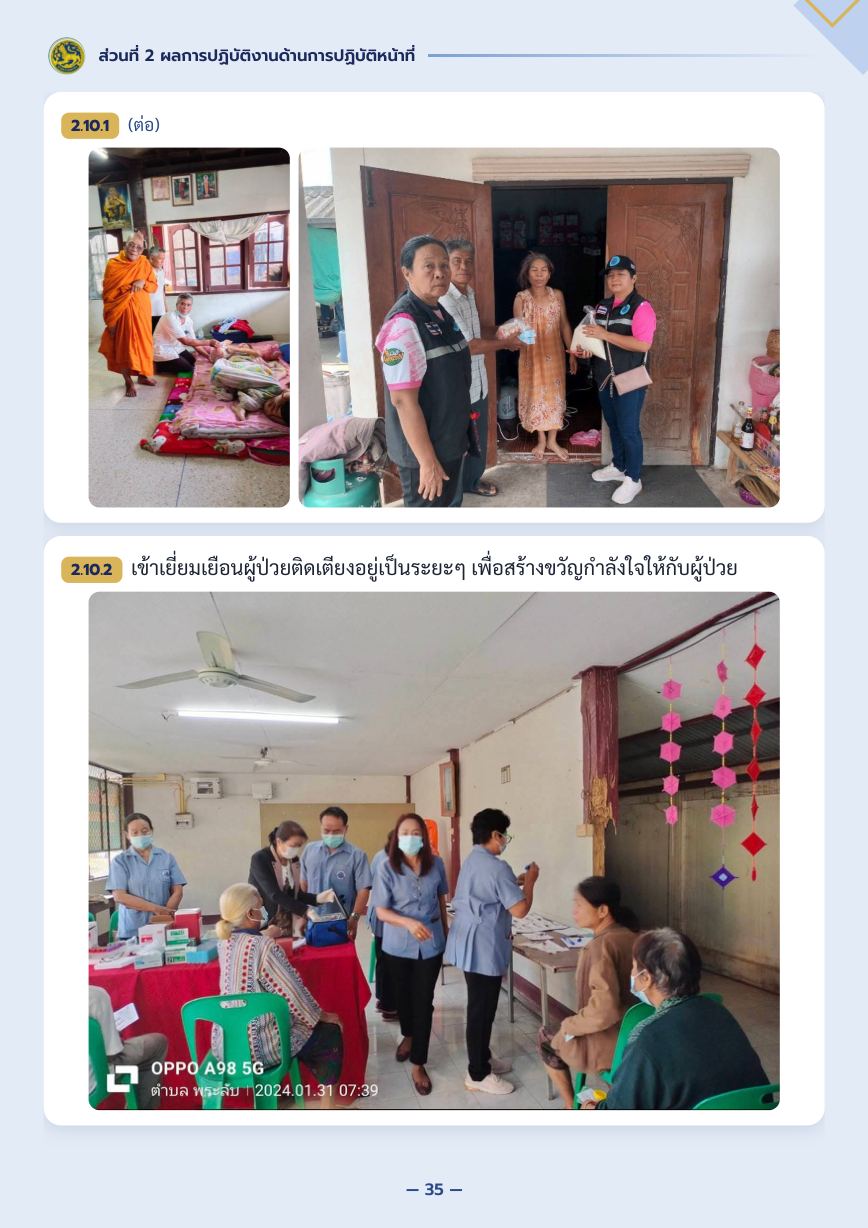 ส่วนที่ 2 ผลการปฏิบัติงานด้านการปฏิบัติหน้าที่
2.10.1 (ต่อ)
2.10.2 เข้าเยี่ยมเยือนผู้ป่วยติดเตียงอยู่เป็นระยะๆ เพื่อสร้างขวัญกำลังใจให้กับผู้ป่วย
OPPO A98 5G
ตำบล พระลับ | 2024.01.31 07:39
— 35 —